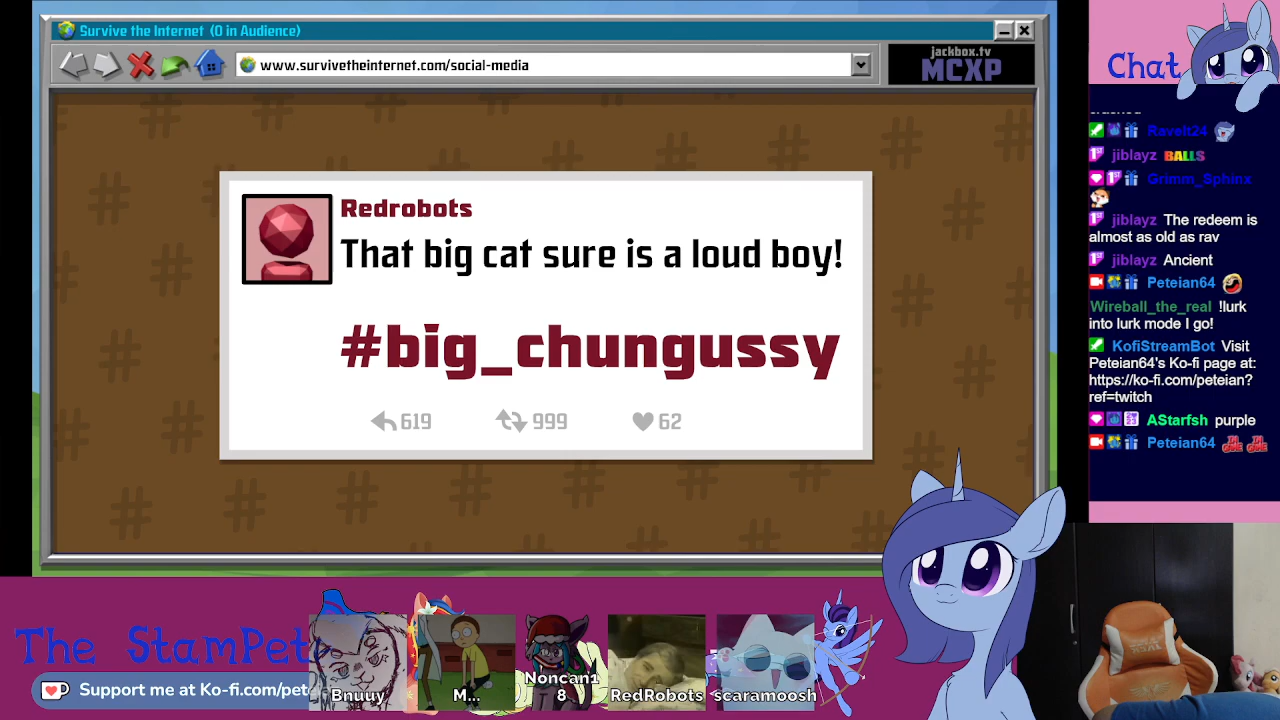 Survive the Internet (0 in Audience)
www.survivetheinternet.com/social-media
jackbox.tv
MCXP
Redrobots
That big cat sure is a loud boy!
#big_chungussy
619 999 62
Chat
crashed
RaveIt24
jiblayz BALLS
Grimm_Sphinx
jiblayz The redeem is
almost as old as rav
jiblayz Ancient
Peteian64
Wireball_the_real !lurk
into lurk mode I go!
KofiStreamBot Visit
Peteian64's Ko-fi page at:
https://ko-fi.com/peteian?
ref=twitch
AStarfsh purple
Peteian64
The StamPet
Support me at Ko-fi.com/pet
Bnuuy
M...
Noncan1
8
RedRobots
scaramoosh